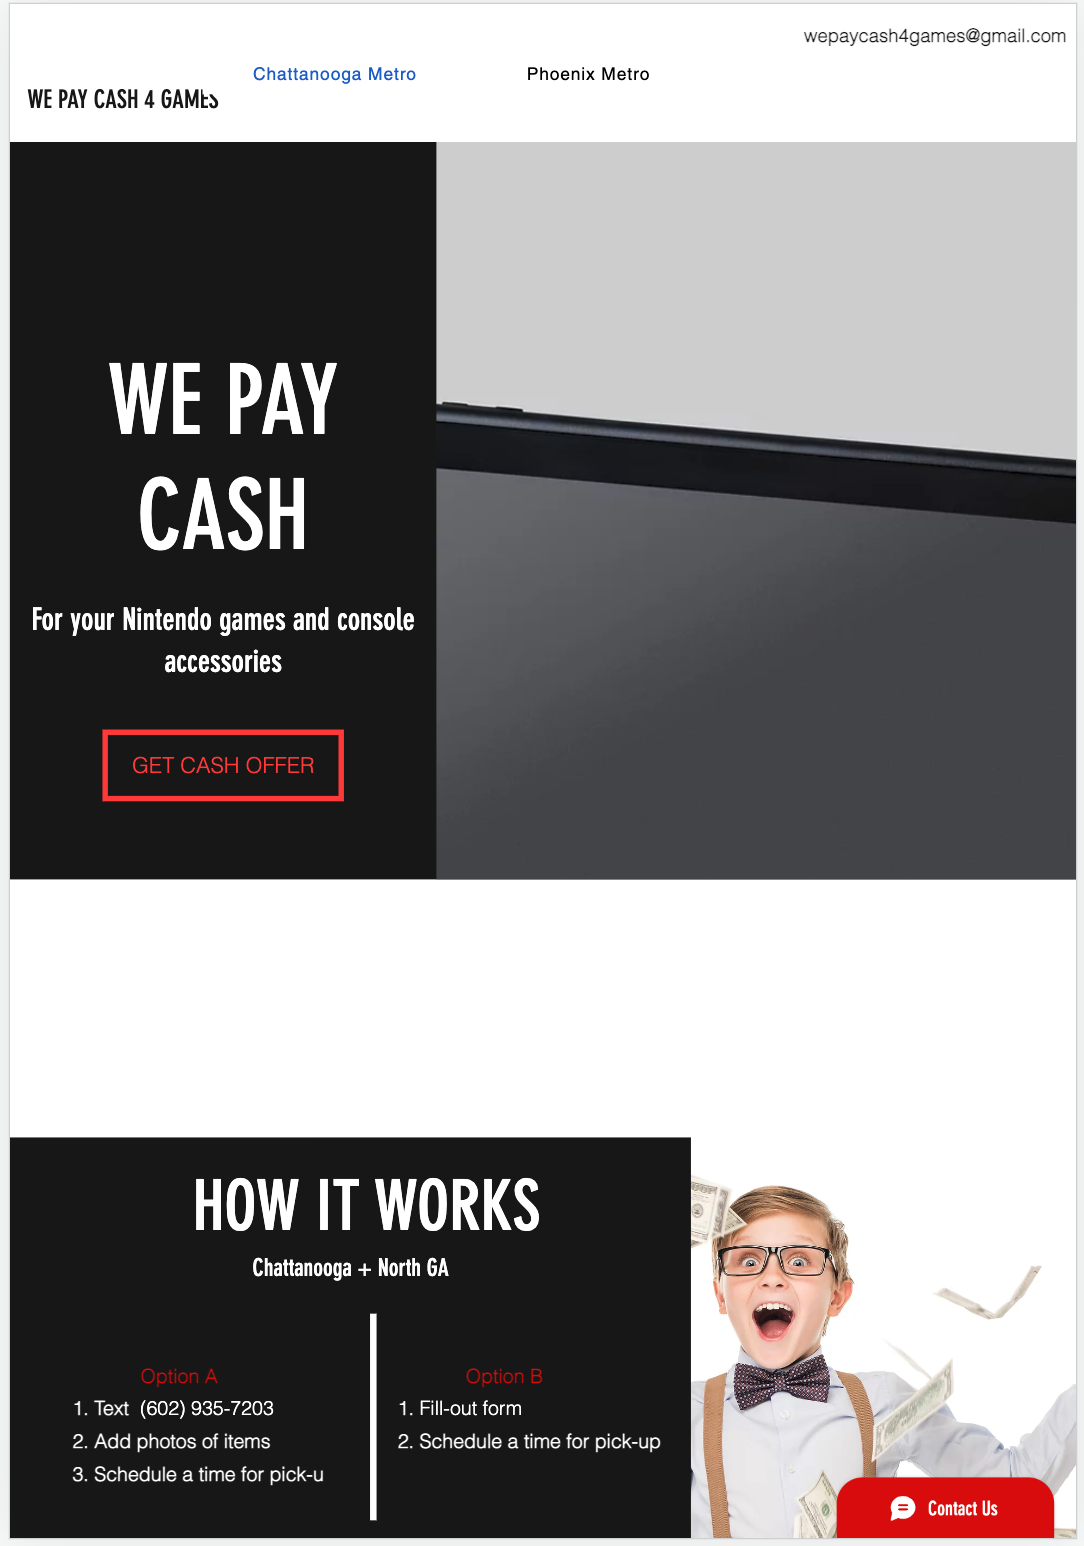 wepaycash4games@gmail.com
Chattanooga Metro
Phoenix Metro
WE PAY CASH 4 GAMES
WE PAY
CASH
For your Nintendo games and console
accessories
GET CASH OFFER
HOW IT WORKS
Chattanooga + North GA
Option A
1. Text (602) 935-7203
2. Add photos of items
3. Schedule a time for pick-u
Option B
1. Fill-out form
2. Schedule a time for pick-up
Contact Us